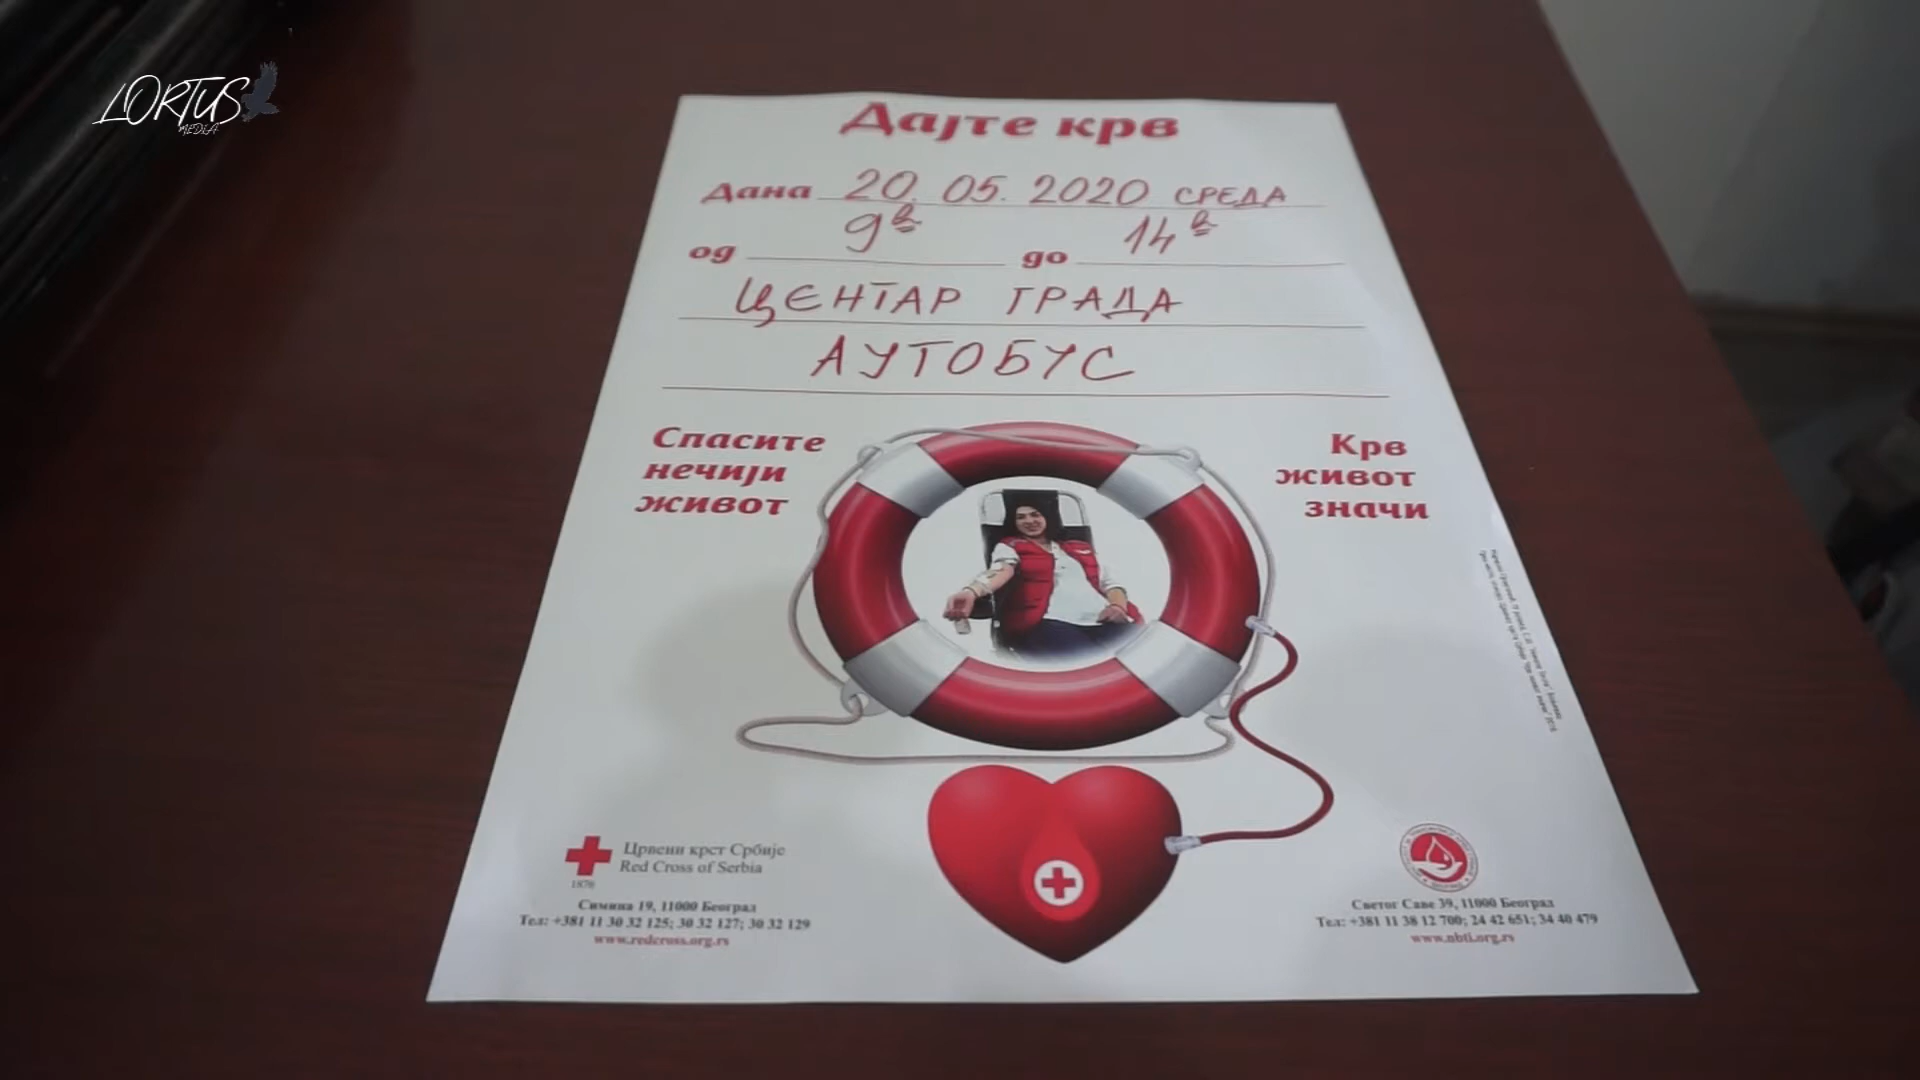 LORTUS
MEDIA
Дајте крв
Дана 20. 05. 2020 СРЕДА
од 9h до 14h
ЦЕНТАР ГРАДА
АУТОБУС
Спасите
нечији
живот
Крв
живот
значи
1876
Црвени крст Србије
Red Cross of Serbia
Симина 19, 11000 Београд
Тел: +381 11 30 32 125; 30 32 127; 30 32 129
www.redcross.org.rs
Светог Саве 39, 11000 Београд
Тел: +381 11 38 12 700; 24 42 651; 34 40 479
www.nbti.org.rs